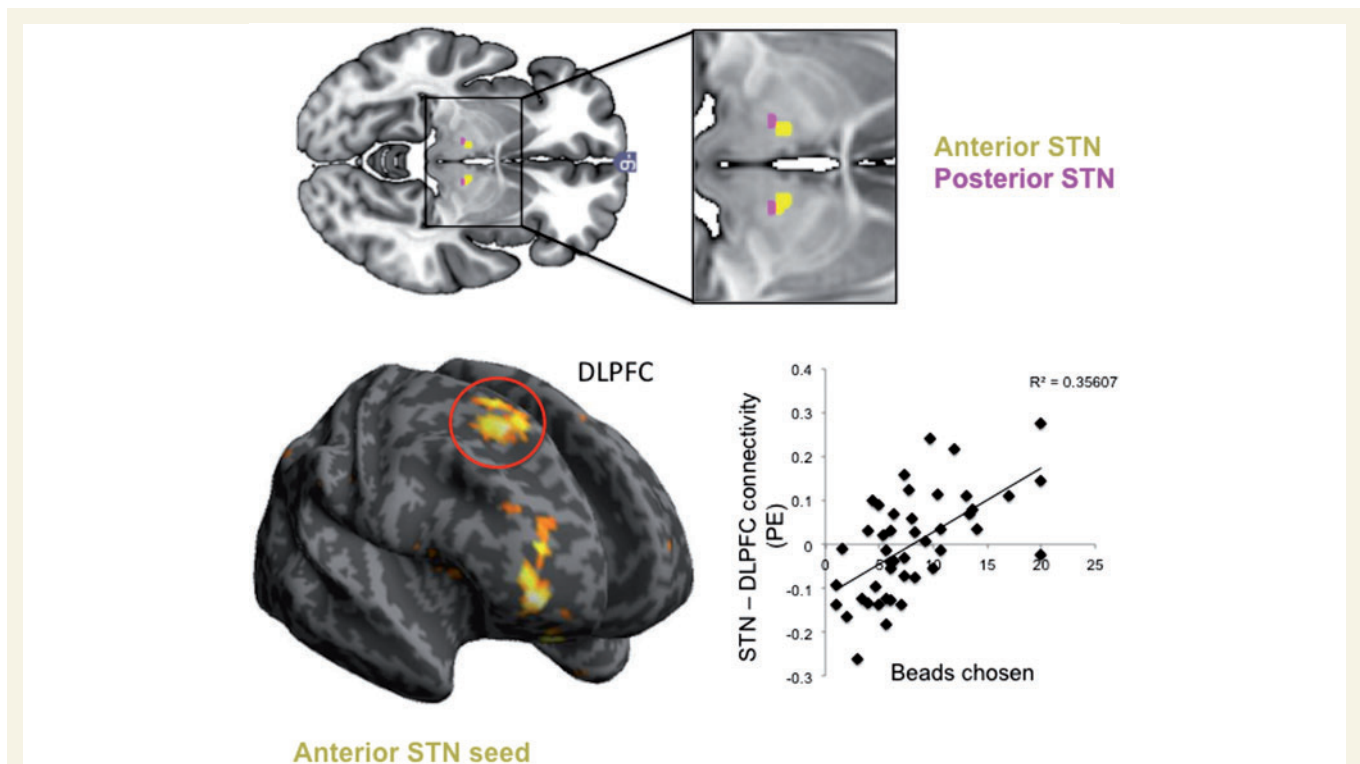 -9
Anterior STN
Posterior STN
DLPFC
R² = 0.35607
STN – DLPFC connectivity
(PE)
0.4
0.3
0.2
0.1
0
-0.1
-0.2
-0.3
0 5 10 15 20 25
Beads chosen
Anterior STN seed